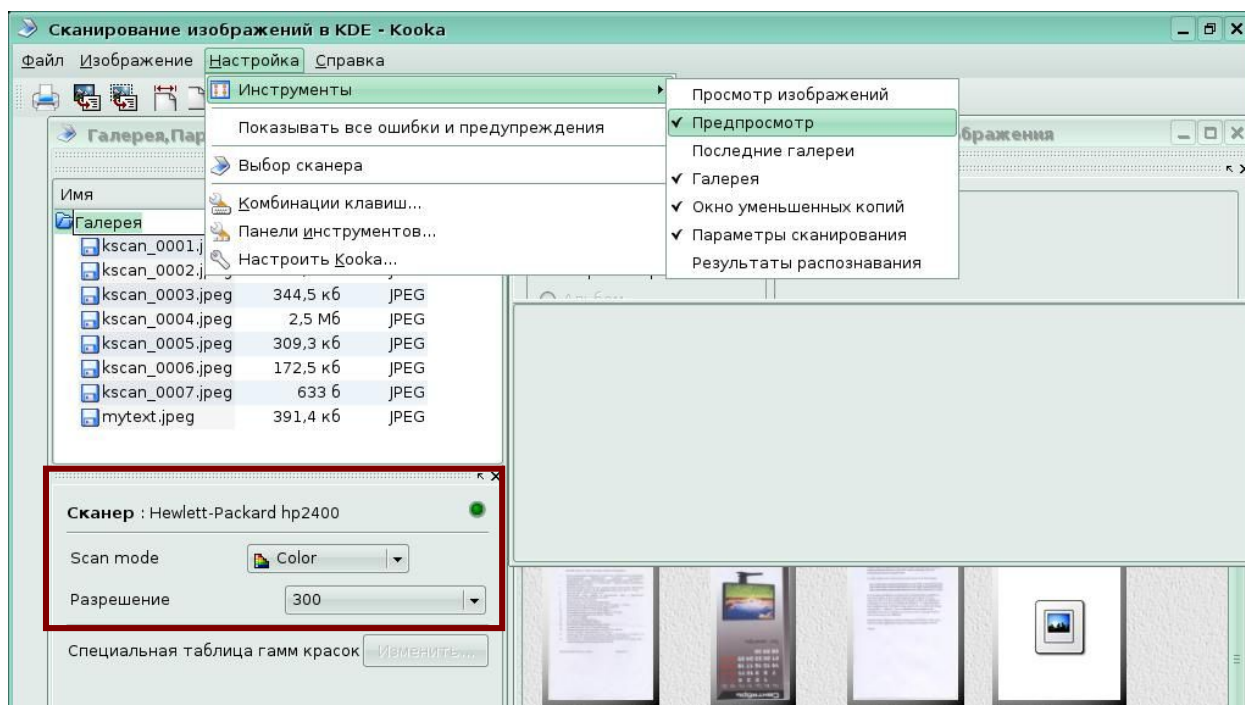 Сканирование изображений в KDE - Kooka
Файл Изображение Настройка Справка
Инструменты
Показывать все ошибки и предупреждения
Выбор сканера
Комбинации клавиш...
Панели инструментов...
Настроить Kooka...
Просмотр изображений
Предпросмотр
Последние галереи
Галерея
Окно уменьшенных копий
Параметры сканирования
Результаты распознавания
Галерея,Пар
бражения
Имя
Галерея
kscan_0001.j
kscan_0002.j
kscan_0003.jpeg 344,5 кб JPEG
kscan_0004.jpeg 2,5 Мб JPEG
kscan_0005.jpeg 309,3 кб JPEG
kscan_0006.jpeg 172,5 кб JPEG
kscan_0007.jpeg 633 б JPEG
mytext.jpeg 391,4 кб JPEG
Сканер : Hewlett-Packard hp2400
Scan mode Color
Разрешение 300
Специальная таблица гамм красок Изменить...
Сентябрь